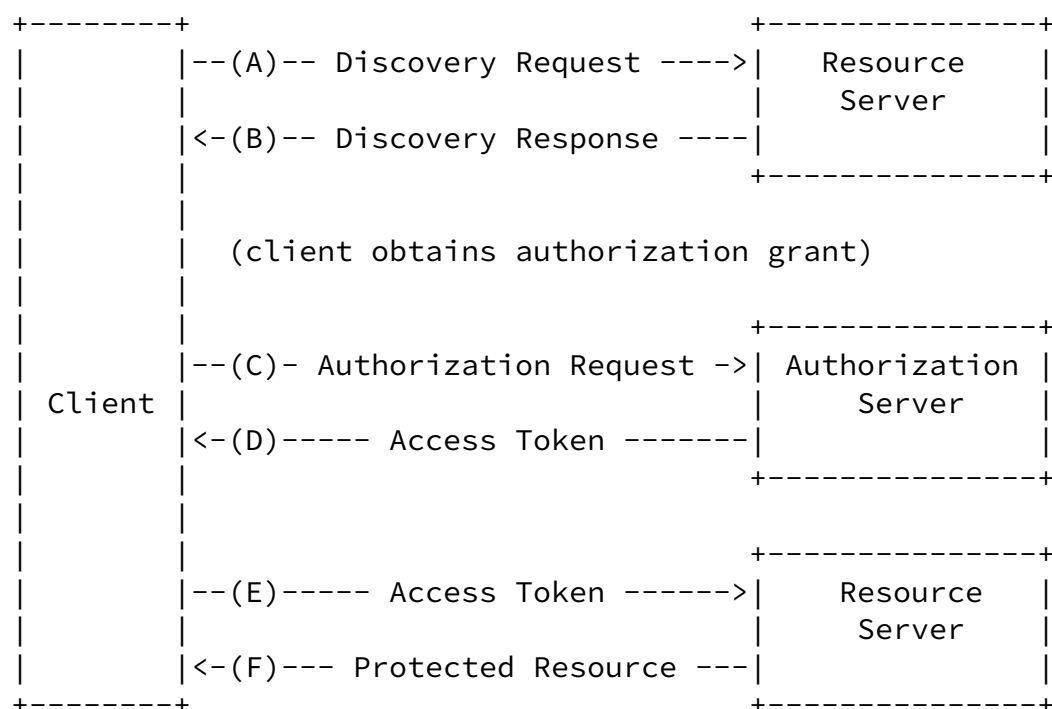 +--------+                                  +---------------+
|        |--(A)-- Discovery Request ---->|   Resource    |
|        |                                  |    Server     |
|        |<-(B)-- Discovery Response ----|               |
|        |                                  +---------------+
|        |
|        |  (client obtains authorization grant)
|        |
|        |                                  +---------------+
|        |--(C)- Authorization Request ->| Authorization |
| Client |                                  |     Server    |
|        |<-(D)----- Access Token -------|               |
|        |                                  +---------------+
|        |
|        |                                  +---------------+
|        |--(E)----- Access Token ------>|    Resource   |
|        |                                  |     Server    |
|        |<-(F)--- Protected Resource ---|               |
+--------+                                  +---------------+